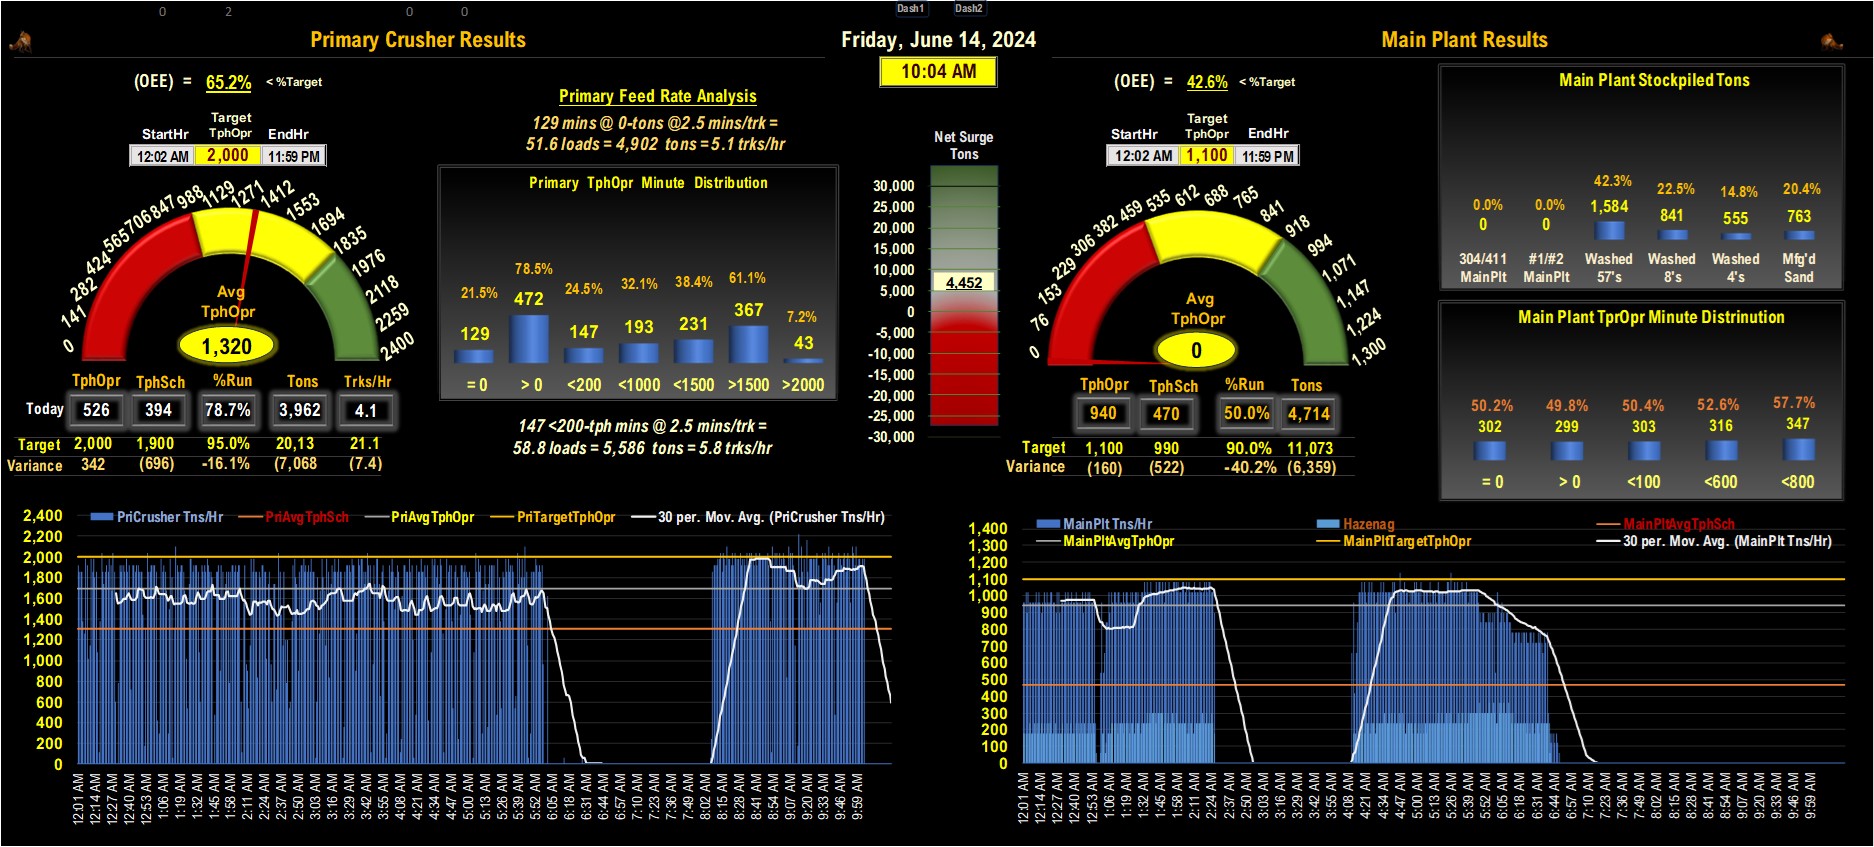 0 2 0 0 Dash1 Dash2
Primary Crusher Results
Friday, June 14, 2024
Main Plant Results
10:04 AM
(OEE) = 65.2% < %Target
Target
StartHr TphOpr EndHr
12:02 AM 2,000 11:59 PM
0 141 282 424 565 706 847 988 1129 1271 1412 1553 1694 1835 1976 2118 2259 2400
Avg
TphOpr
1,320
TphOpr TphSch %Run Tons Trks/Hr
Today 526 394 78.7% 3,962 4.1
Target 2,000 1,900 95.0% 20,13 21.1
Variance 342 (696) -16.1% (7,068 (7.4)
Primary Feed Rate Analysis
129 mins @ 0-tons @2.5 mins/trk =
51.6 loads = 4,902 tons = 5.1 trks/hr
Primary TphOpr Minute Distribution
21.5% 78.5% 24.5% 32.1% 38.4% 61.1% 7.2%
129 472 147 193 231 367 43
= 0 > 0 <200 <1000 <1500 >1500 >2000
147 <200-tph mins @ 2.5 mins/trk =
58.8 loads = 5,586 tons = 5.8 trks/hr
Net Surge
Tons
30,000
25,000
20,000
15,000
10,000
4,452
5,000
0
-5,000
-10,000
-15,000
-20,000
-25,000
-30,000
(OEE) = 42.6% < %Target
Target
StartHr TphOpr EndHr
12:02 AM 1,100 11:59 PM
0 76 153 229 306 382 459 535 612 688 765 841 918 994 1,071 1,147 1,224 1,300
Avg
TphOpr
0
TphOpr TphSch %Run Tons
940 470 50.0% 4,714
Target 1,100 990 90.0% 11,073
Variance (160) (522) -40.2% (6,359)
Main Plant Stockpiled Tons
0.0% 0.0% 42.3% 22.5% 14.8% 20.4%
0 0 1,584 841 555 763
304/411 #1/#2 Washed Washed Washed Mfg'd
MainPlt MainPlt 57's 8's 4's Sand
Main Plant TprOpr Minute Distrinution
50.2% 49.8% 50.4% 52.6% 57.7%
302 299 303 316 347
= 0 > 0 <100 <600 <800
PriCrusher Tns/Hr PriAvgTphSch PriAvgTphOpr PriTargetTphOpr 30 per. Mov. Avg. (PriCrusher Tns/Hr)
2,400
2,200
2,000
1,800
1,600
1,400
1,200
1,000
800
600
400
200
0
12:01 AM 12:14 AM 12:27 AM 12:40 AM 12:53 AM 1:06 AM 1:19 AM 1:32 AM 1:45 AM 1:58 AM 2:11 AM 2:24 AM 2:37 AM 2:50 AM 3:03 AM 3:16 AM 3:29 AM 3:42 AM 3:55 AM 4:08 AM 4:21 AM 4:34 AM 4:47 AM 5:00 AM 5:13 AM 5:26 AM 5:39 AM 5:52 AM 6:05 AM 6:18 AM 6:31 AM 6:44 AM 6:57 AM 7:10 AM 7:23 AM 7:36 AM 7:49 AM 8:02 AM 8:15 AM 8:28 AM 8:41 AM 8:54 AM 9:07 AM 9:20 AM 9:33 AM 9:46 AM 9:59 AM
MainPlt Tns/Hr Hazenag MainPltAvgTphSch
MainPltAvgTphOpr MainPltTargetTphOpr 30 per. Mov. Avg. (MainPlt Tns/Hr)
1,400
1,300
1,200
1,100
1,000
900
800
700
600
500
400
300
200
100
0
12:01 AM 12:14 AM 12:27 AM 12:40 AM 12:53 AM 1:06 AM 1:19 AM 1:32 AM 1:45 AM 1:58 AM 2:11 AM 2:24 AM 2:37 AM 2:50 AM 3:03 AM 3:16 AM 3:29 AM 3:42 AM 3:55 AM 4:08 AM 4:21 AM 4:34 AM 4:47 AM 5:00 AM 5:13 AM 5:26 AM 5:39 AM 5:52 AM 6:05 AM 6:18 AM 6:31 AM 6:44 AM 6:57 AM 7:10 AM 7:23 AM 7:36 AM 7:49 AM 8:02 AM 8:15 AM 8:28 AM 8:41 AM 8:54 AM 9:07 AM 9:20 AM 9:33 AM 9:46 AM 9:59 AM